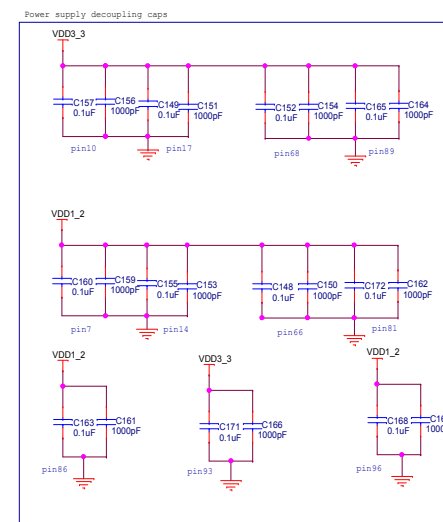 Power supply decoupling caps
VDD3_3
C157 C156 C149 C151 C152 C154 C165 C164
0.1uF 1000pF 0.1uF 1000pF 0.1uF 1000pF 0.1uF 1000pF
pin10 pin17 pin68 pin89
VDD1_2
C160 C159 C155 C153 C148 C150 C172 C162
0.1uF 1000pF 0.1uF 1000pF 0.1uF 1000pF 0.1uF 1000pF
pin7 pin14 pin66 pin81
VDD1_2 VDD3_3 VDD1_2
C163 C161 C171 C166 C168
0.1uF 1000pF 0.1uF 1000pF 0.1uF
pin86 pin93 pin96